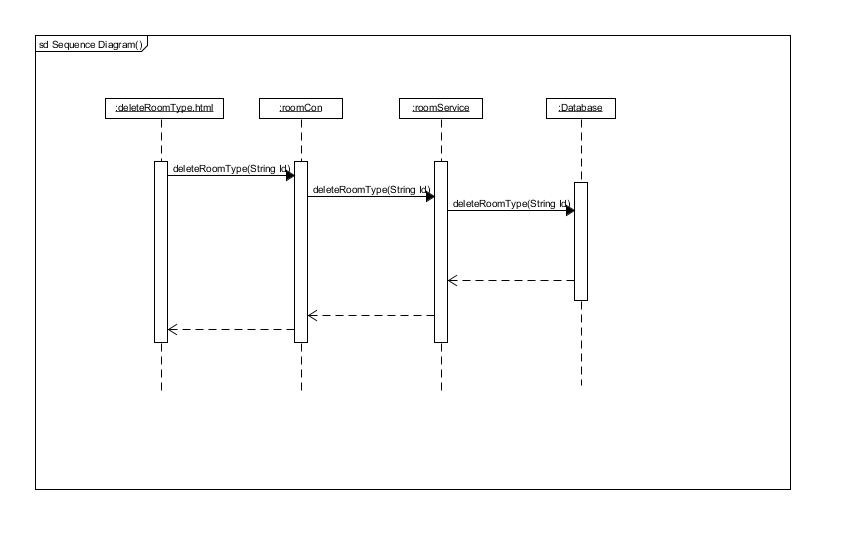 sd Sequence Diagram()
:deleteRoomType.html
:roomCon
:roomService
:Database
deleteRoomType(String Id)
deleteRoomType(String Id)
deleteRoomType(String Id)